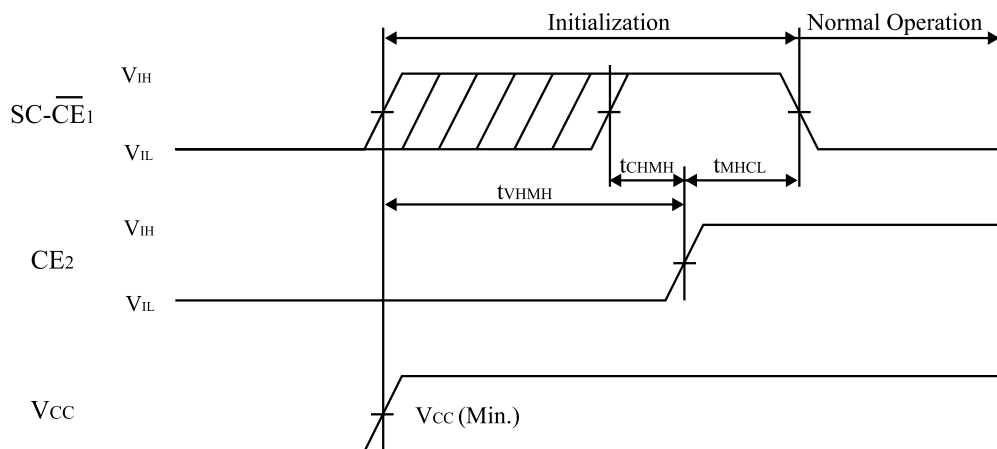 Initialization
Normal Operation
VIH
SC-CE1
VIL
tCHMH
tMHCL
tVHMH
VIH
CE2
VIL
VCC
VCC (Min.)